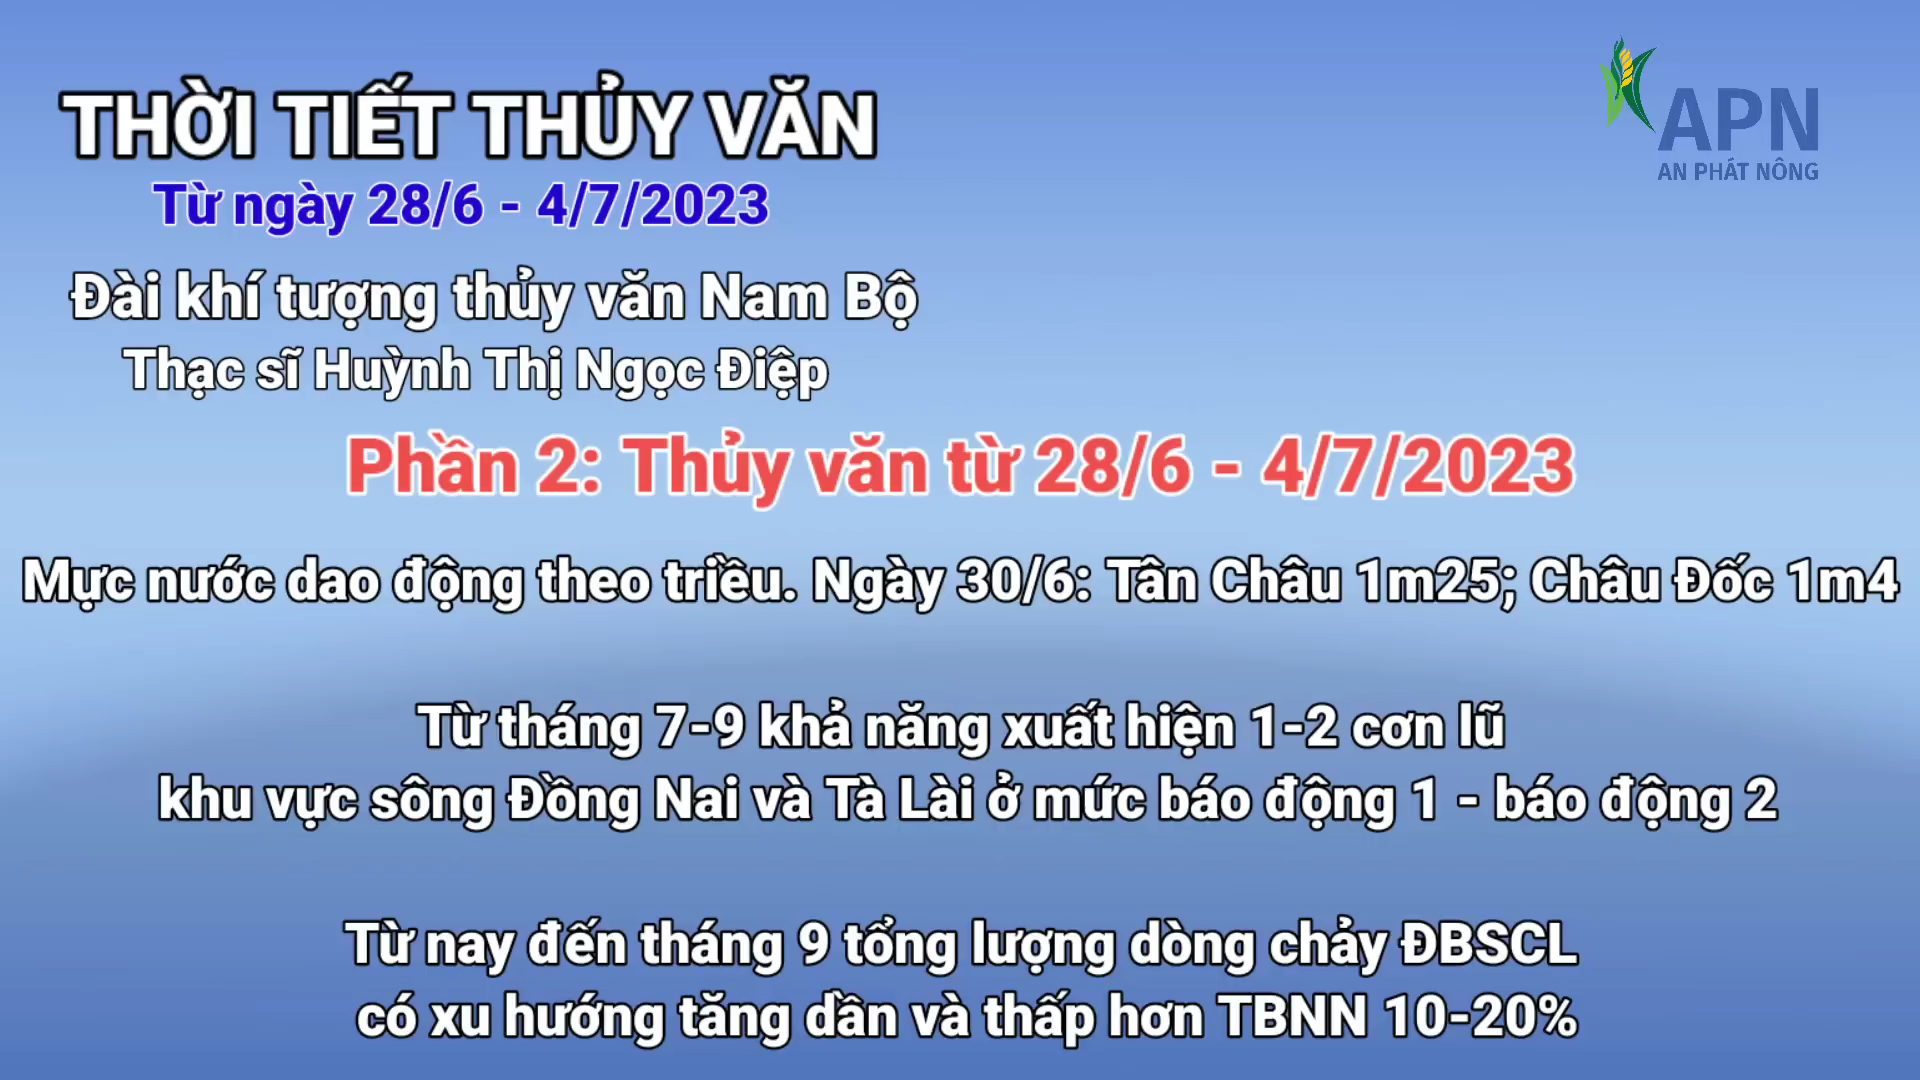 THỜI TIẾT THỦY VĂN
APN
AN PHÁT NÔNG
Từ ngày 28/6 - 4/7/2023
Đài khí tượng thủy văn Nam Bộ
Thạc sĩ Huỳnh Thị Ngọc Điệp
Phần 2: Thủy văn từ 28/6 - 4/7/2023
Mực nước dao động theo triều. Ngày 30/6: Tân Châu 1m25; Châu Đốc 1m4
Từ tháng 7-9 khả năng xuất hiện 1-2 cơn lũ
khu vực sông Đồng Nai và Tà Lài ở mức báo động 1 - báo động 2
Từ nay đến tháng 9 tổng lượng dòng chảy ĐBSCL
có xu hướng tăng dần và thấp hơn TBNN 10-20%